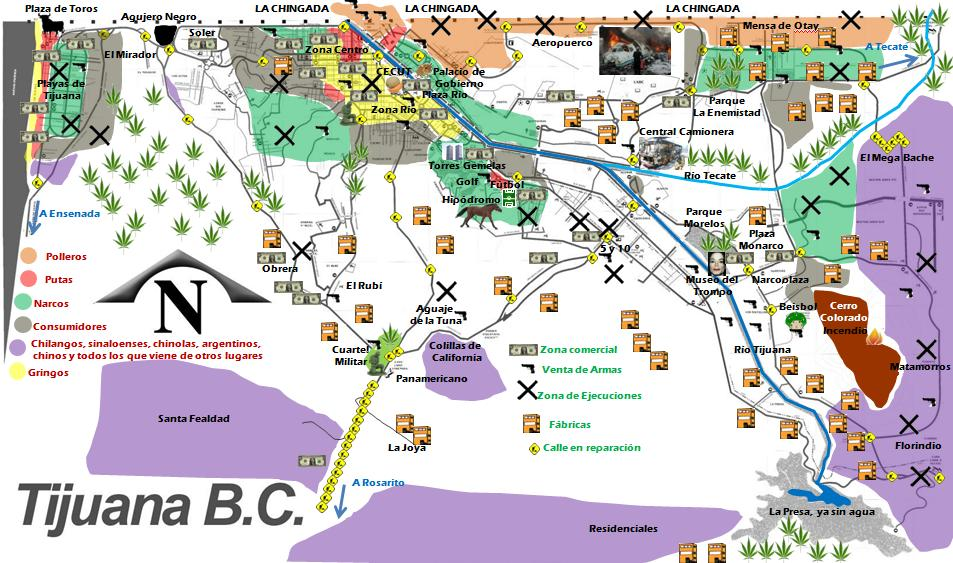 Plaza de Toros
Agujero Negro
LA CHINGADA
LA CHINGADA
LA CHINGADA
Soler
El Mirador
Zona Centro
Aeropuerco
Mensa de Otay
A Tecate
Playas de
Tijuana
CECUT
Palacio de
Gobierno
Plaza Rio
Zona Rio
Parque
La Enemistad
Central Camionera
El Mega Bache
Torres Gemelas
Golf
Fútbol
Hipódromo
Río Tecate
A Ensenada
Parque
Morelos
Plaza
Monarco
5 y 10
Polleros
Putas
Narcos
Consumidores
Chilangos, sinaloenses, chinolas, argentinos,
chinos y todos los que viene de otros lugares
Gringos
N
Obrera
El Rubí
Museo del
Trompo
Narcoplaza
Aguaje
de la Tuna
Beisbol
Cerro
Colorado
Incendio
Cuartel
Militar
Colillas de
California
Río Tijuana
Matamorros
Panamericano
Zona comercial
Venta de Armas
Zona de Ejecuciones
Fábricas
Calle en reparación
Santa Fealdad
La Joya
Florindio
A Rosarito
Tijuana B.C.
La Presa, ya sin agua
Residenciales